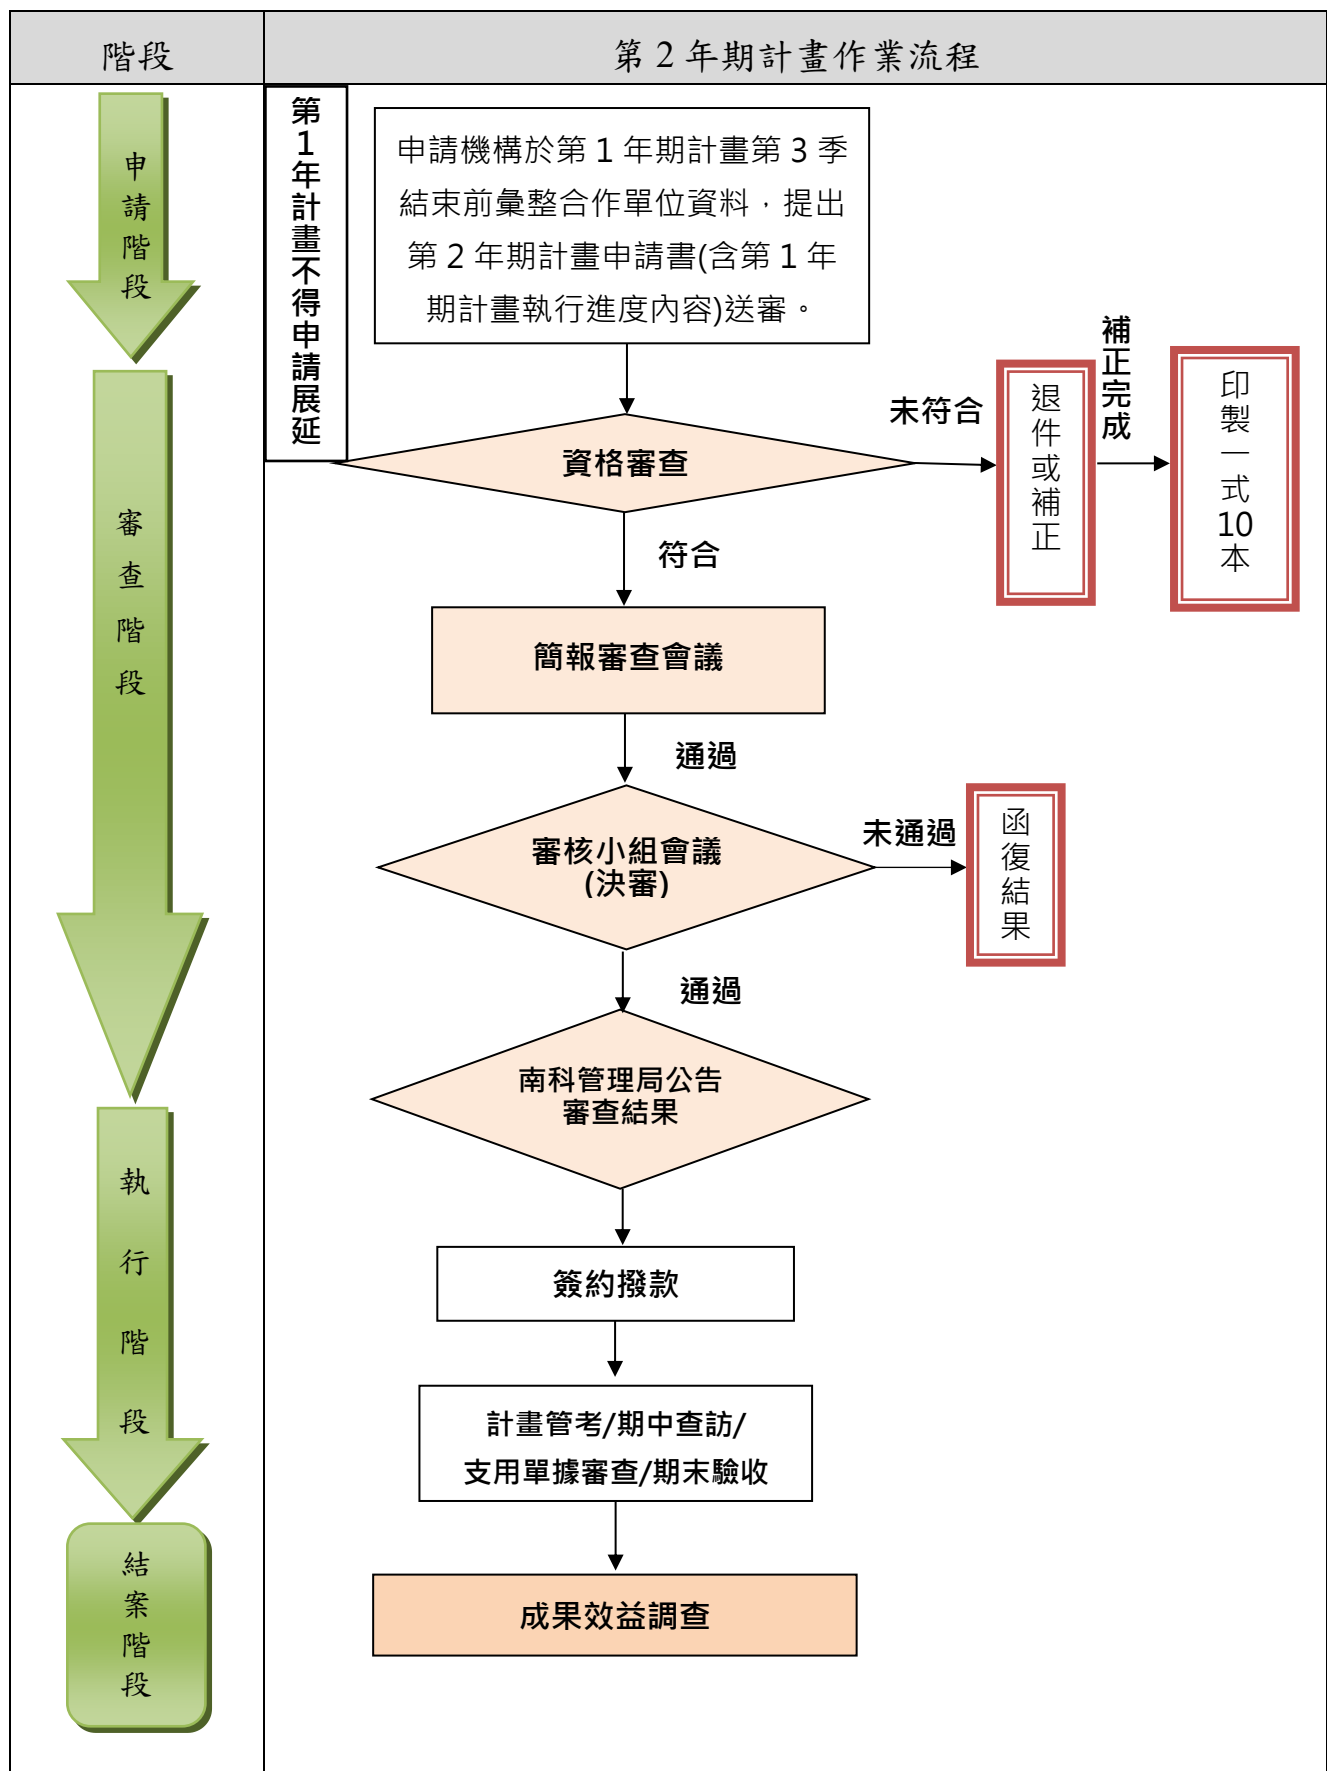 階段
第 2 年期計畫作業流程
申請階段
第1年計畫不得申請展延
申請機構於第 1 年期計畫第 3 季
結束前彙整合作單位資料，提出
第 2 年期計畫申請書(含第 1 年
期計畫執行進度內容)送審。
資格審查
未符合
退件或補正
補正完成
印製一式10本
符合
審查階段
簡報審查會議
通過
審核小組會議
(決審)
未通過
函復結果
通過
南科管理局公告
審查結果
執行階段
簽約撥款
計畫管考/期中查訪/
支用單據審查/期末驗收
結案階段
成果效益調查